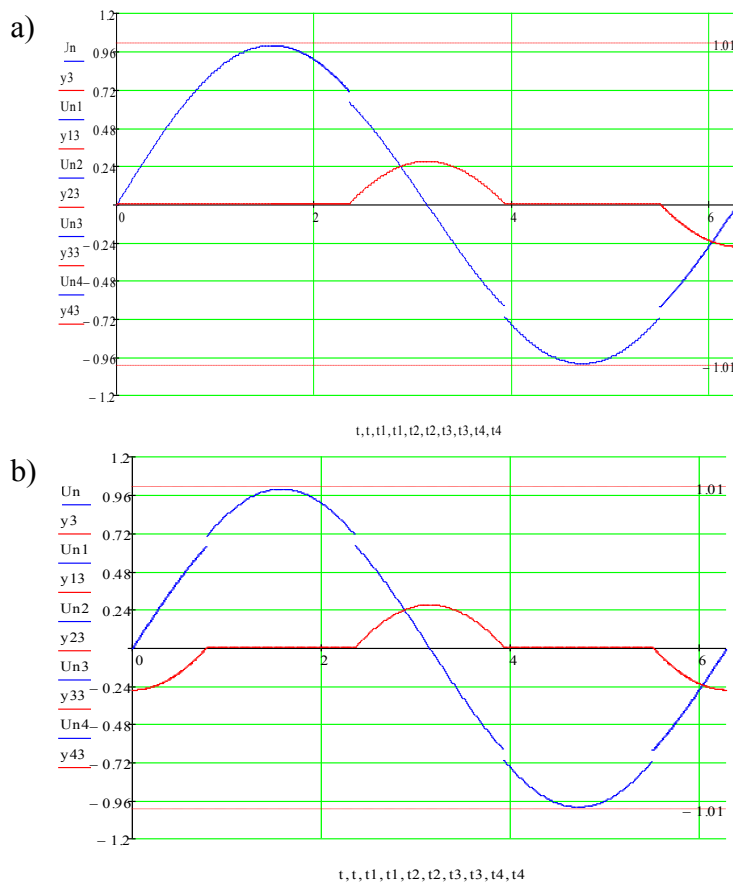 a)
1.2
1.01
Un
0.96
y3
0.72
Un1
y13
0.48
Un2
0.24
y23
0 2 4 6
Un3
−0.24
y33
−0.48
Un4
−0.72
y43
−0.96
−1.01
−1.2
t,t,t1,t1,t2,t2,t3,t3,t4,t4
b)
1.2
Un
1.01
0.96
y3
0.72
Un1
0.48
y13
Un2
0.24
y23
0 2 4 6
Un3
−0.24
y33
Un4
−0.48
y43
−0.72
−0.96
−1.01
−1.2
t,t,t1,t1,t2,t2,t3,t3,t4,t4